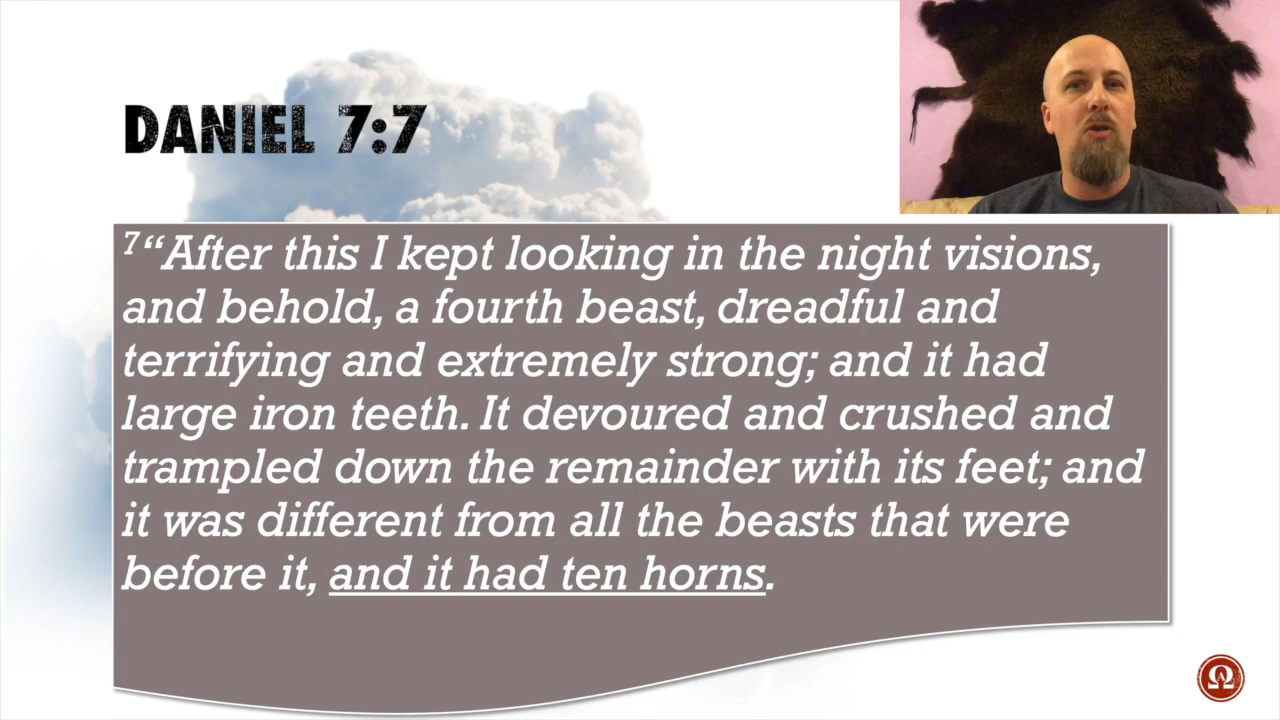 DANIEL 7:7
7“After this I kept looking in the night visions,
and behold, a fourth beast, dreadful and
terrifying and extremely strong; and it had
large iron teeth. It devoured and crushed and
trampled down the remainder with its feet; and
it was different from all the beasts that were
before it, and it had ten horns.
Ω